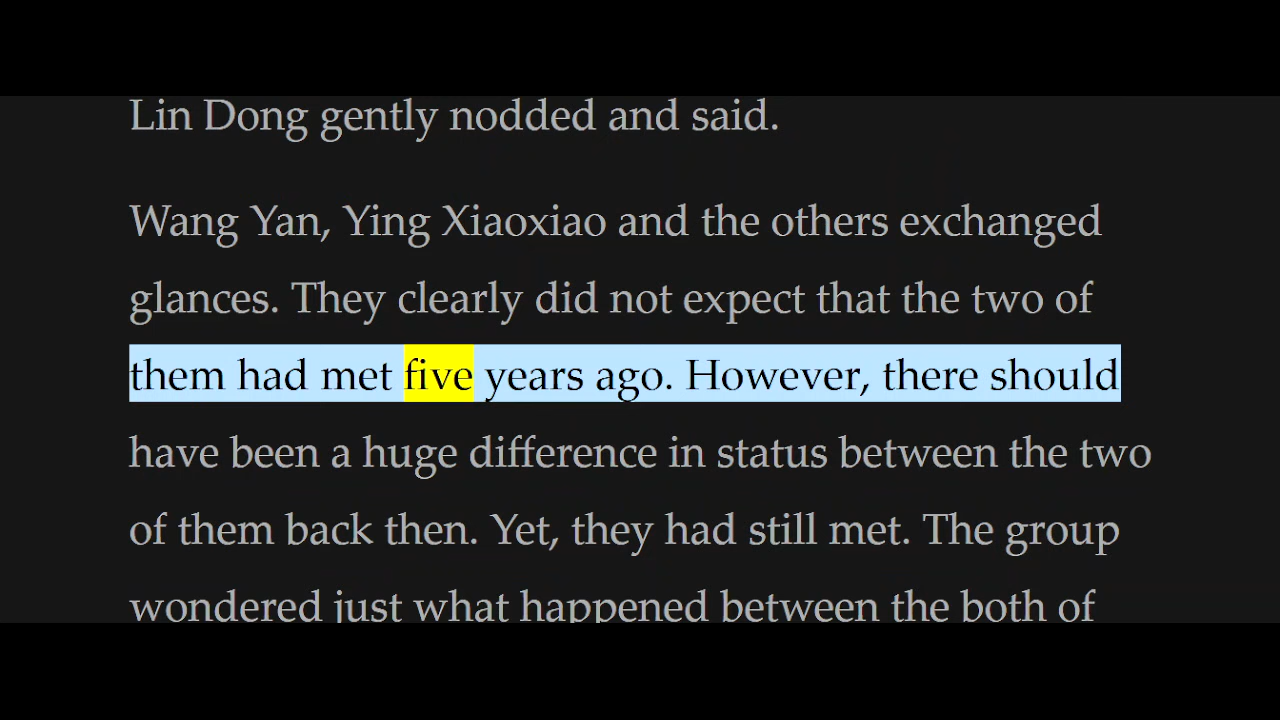 Lin Dong gently nodded and said.
Wang Yan, Ying Xiaoxiao and the others exchanged
glances. They clearly did not expect that the two of
them had met five years ago. However, there should
have been a huge difference in status between the two
of them back then. Yet, they had still met. The group
wondered just what happened between the both of